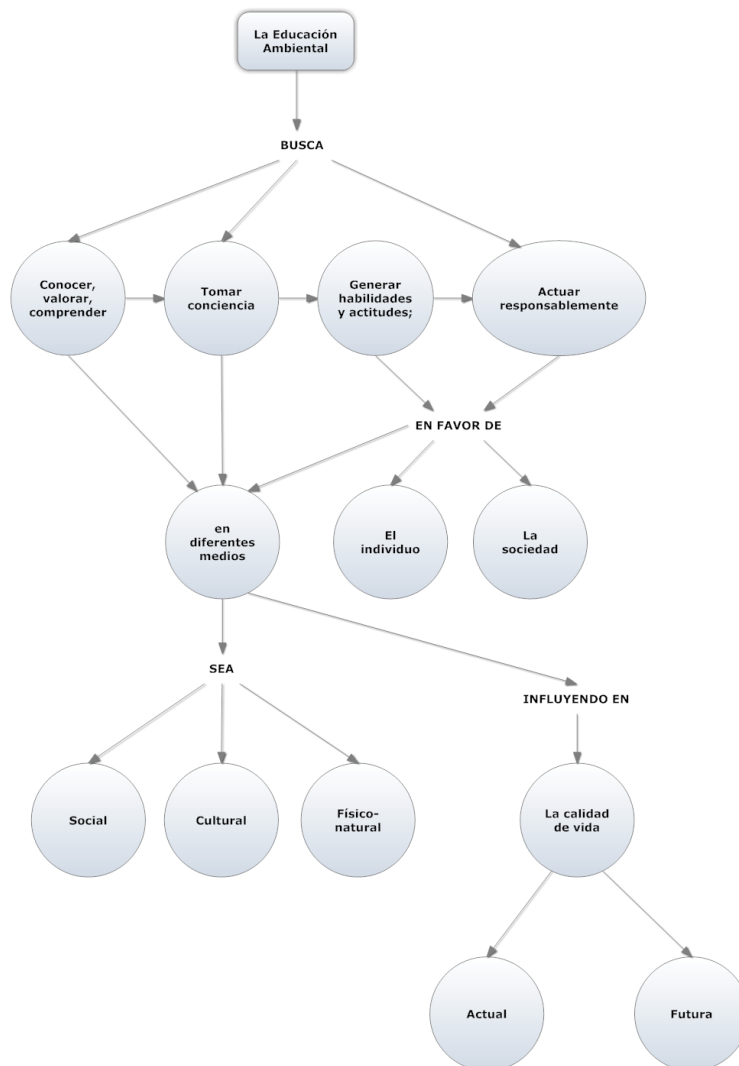 La Educación
Ambiental
BUSCA
Conocer,
valorar,
comprender
Tomar
conciencia
Generar
habilidades
y actitudes;
Actuar
responsablemente
EN FAVOR DE
en
diferentes
medios
El
individuo
La
sociedad
SEA
INFLUYENDO EN
Social
Cultural
Físico-
natural
La calidad
de vida
Actual
Futura